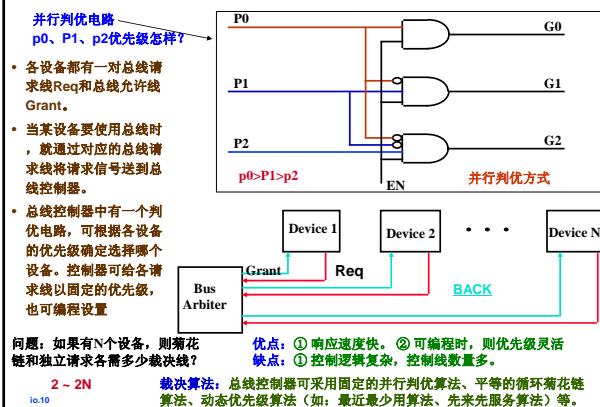 并行判优电路
p0、P1、p2优先级怎样?
• 各设备都有一对总线请
求线Req和总线允许线
Grant。
• 当某设备要使用总线时
，就通过对应的总线请
求线将请求信号送到总
线控制器。
• 总线控制器中有一个判
优电路，可根据各设备
的优先级确定选择哪个
设备。控制器可给各请
求线以固定的优先级，
也可编程设置
P0
G0
P1
G1
P2
G2
p0>P1>p2
EN
并行判优方式
Device 1
Device 2
• • •
Device N
Grant
Req
BACK
Bus
Arbiter
问题：如果有N个设备，则菊花
链和独立请求各需多少裁决线？
2 ~ 2N
优点：① 响应速度快。 ② 可编程时，则优先级灵活
缺点：① 控制逻辑复杂，控制线数量多。
裁决算法：总线控制器可采用固定的并行判优算法、平等的循环菊花链
算法、动态优先级算法（如：最近最少用算法、先来先服务算法）等。
io.10